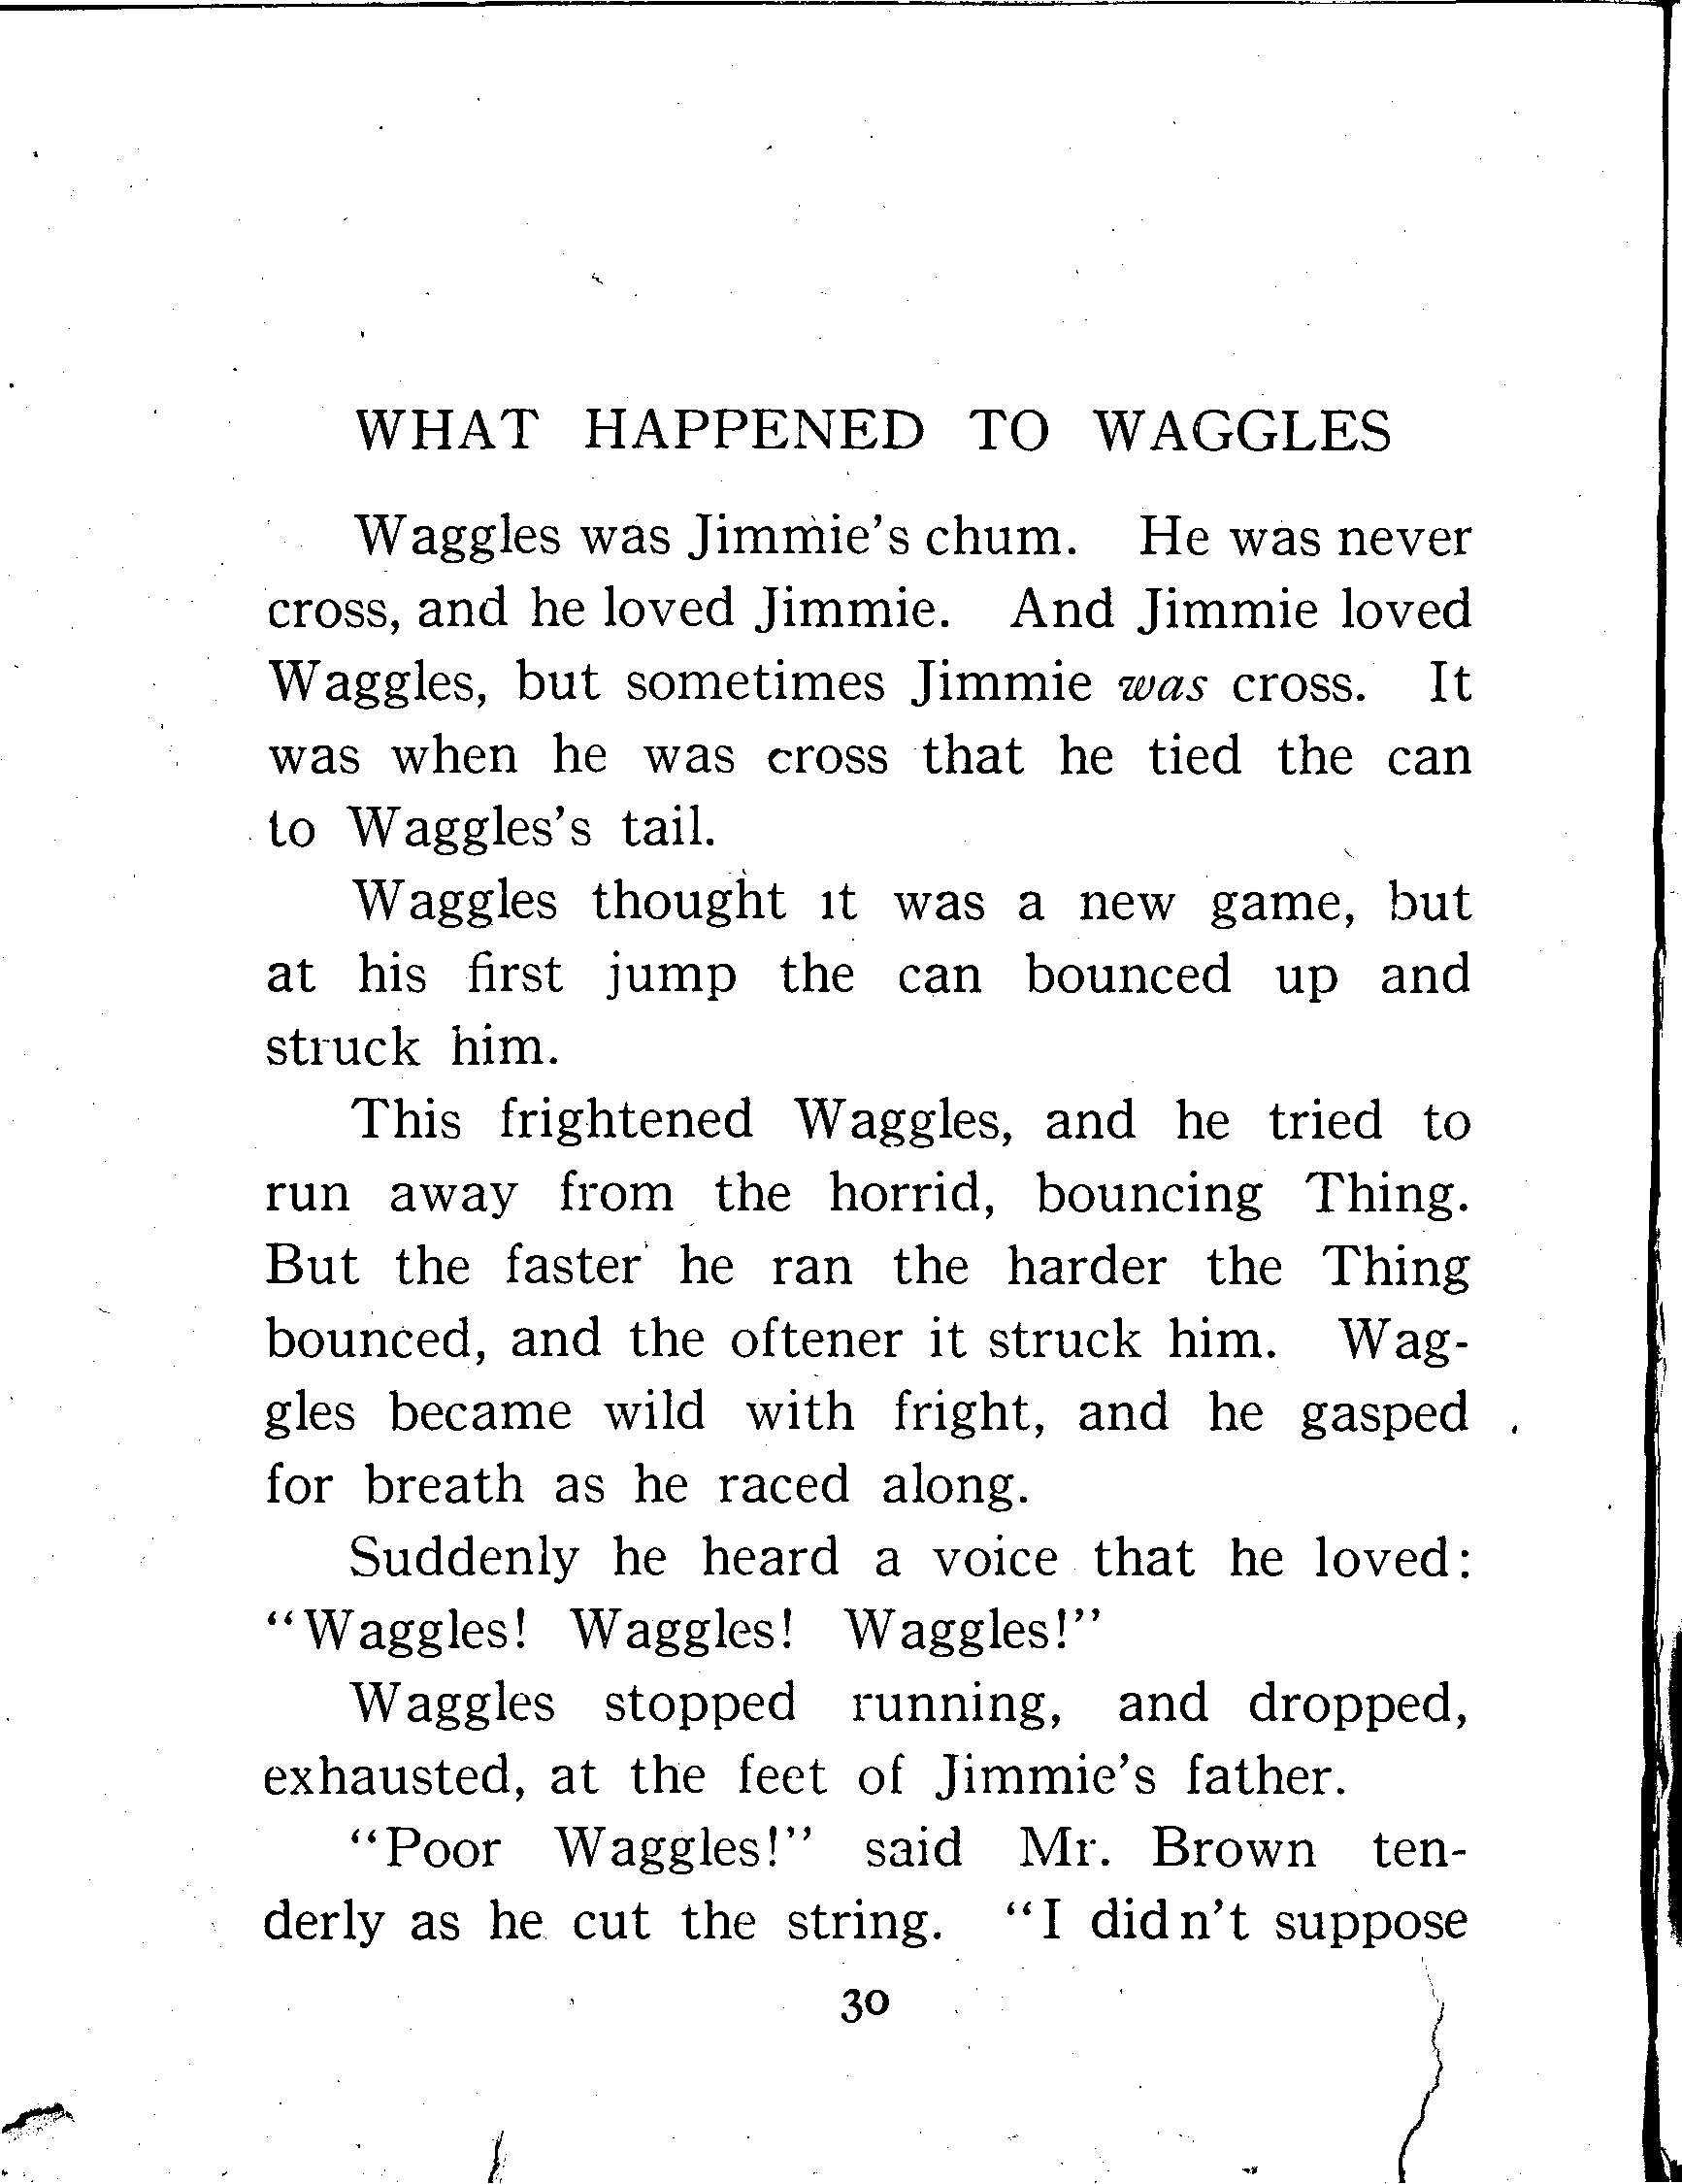 WHAT HAPPENED TO WAGGLES
Waggles was Jimmie's chum. He was never
cross, and he loved Jimmie. And Jimmie loved
Waggles, but sometimes Jimmie was cross. It
was when he was cross that he tied the can
to Waggles's tail.
Waggles thought it was a new game, but
at his first jump the can bounced up and
struck him.
This frightened Waggles, and he tried to
run away from the horrid, bouncing Thing.
But the faster he ran the harder the Thing
bounced, and the oftener it struck him. Wag-
gles became wild with fright, and he gasped
for breath as he raced along.
Suddenly he heard a voice that he loved:
“Waggles! Waggles! Waggles!”
Waggles stopped running, and dropped,
exhausted, at the feet of Jimmie's father.
“Poor Waggles!” said Mr. Brown ten-
derly as he cut the string. “I didn't suppose
30